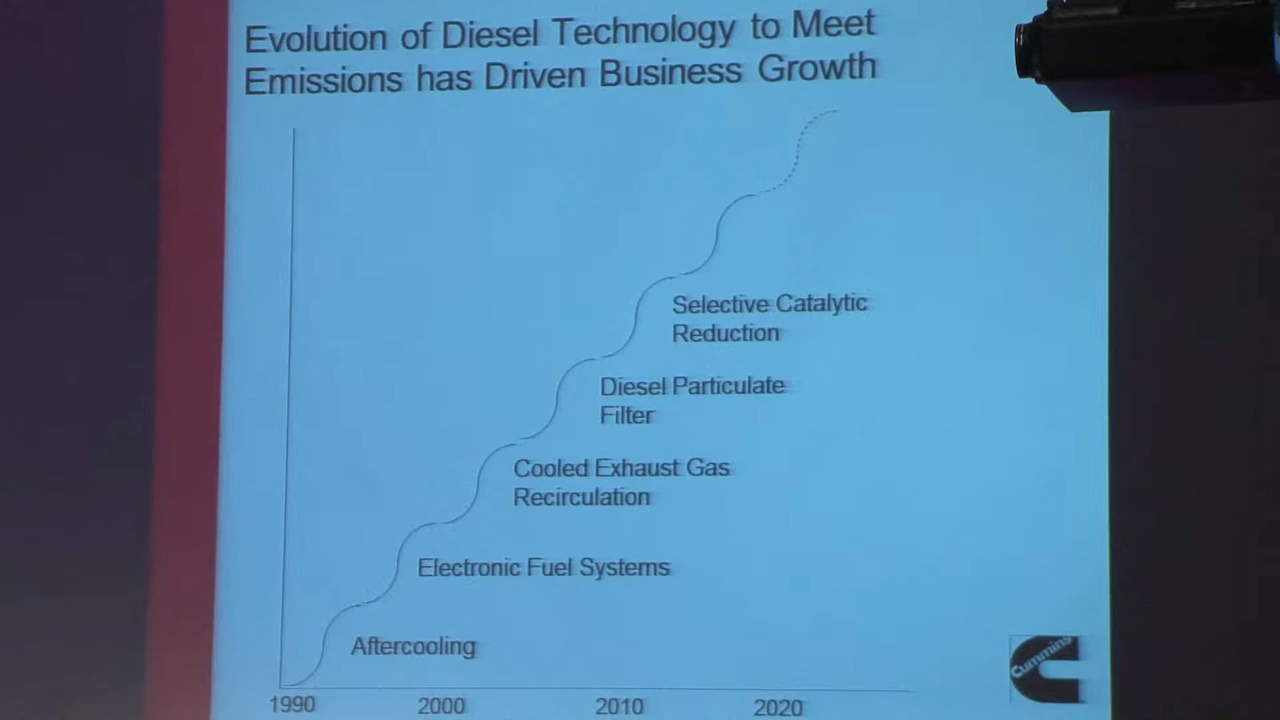 Evolution of Diesel Technology to Meet
Emissions has Driven Business Growth
Selective Catalytic
Reduction
Diesel Particulate
Filter
Cooled Exhaust Gas
Recirculation
Electronic Fuel Systems
Aftercooling
Cummins
1990 2000 2010 2020